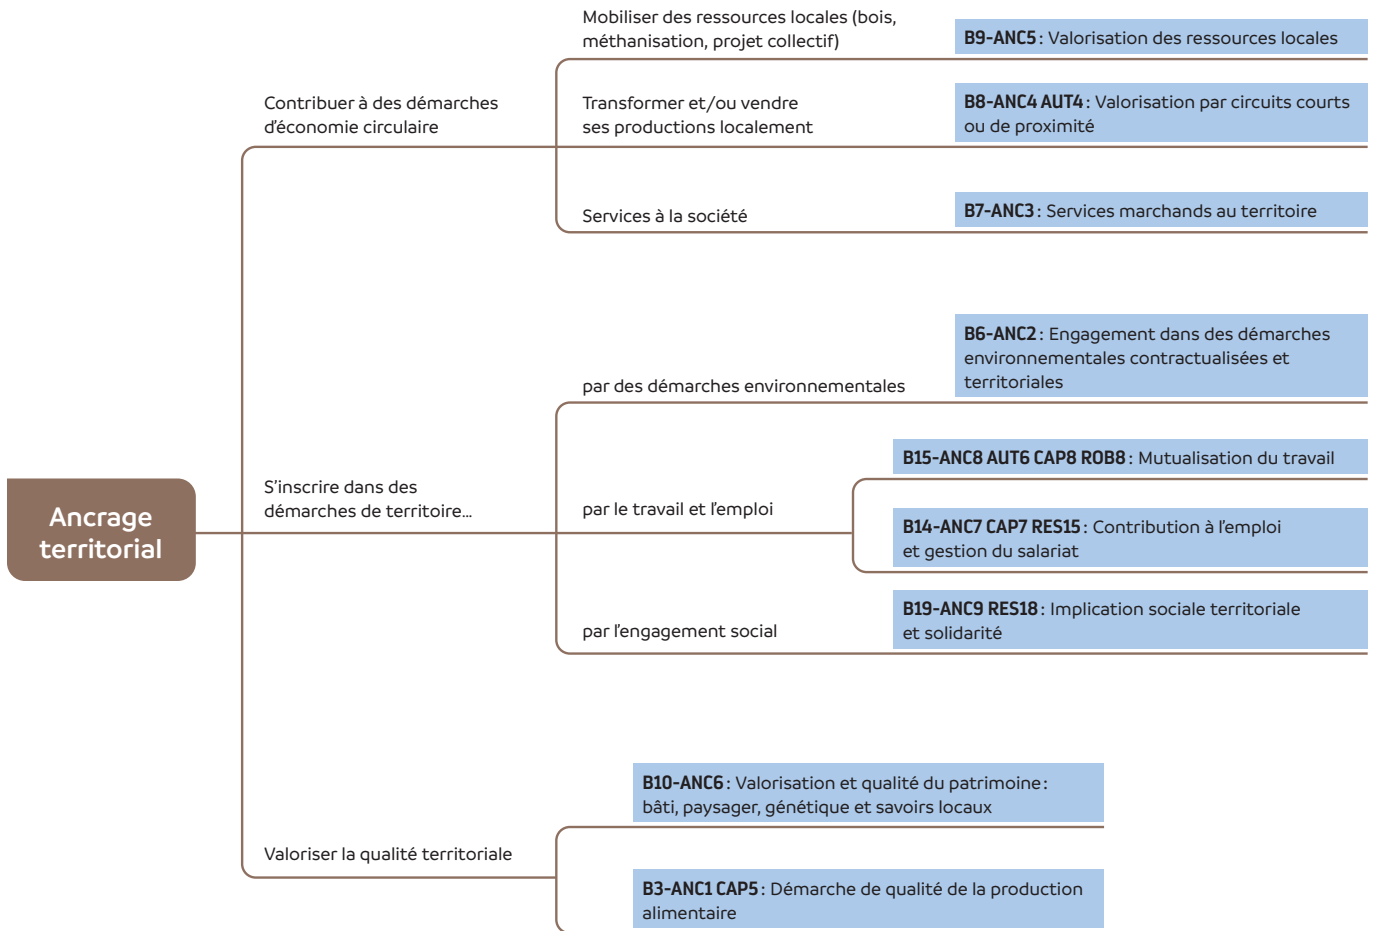 Mobiliser des ressources locales (bois,
méthanisation, projet collectif)
B9-ANC5 : Valorisation des ressources locales
Contribuer à des démarches
d'économie circulaire
Transformer et/ou vendre
ses productions localement
B8-ANC4 AUT4 : Valorisation par circuits courts
ou de proximité
Services à la société
B7-ANC3 : Services marchands au territoire
B6-ANC2 : Engagement dans des démarches
environnementales contractualisées et
territoriales
par des démarches environnementales
B15-ANC8 AUT6 CAP8 ROB8 : Mutualisation du travail
Ancrage
territorial
S'inscrire dans des
démarches de territoire...
par le travail et l'emploi
B14-ANC7 CAP7 RES15 : Contribution à l'emploi
et gestion du salariat
B19-ANC9 RES18 : Implication sociale territoriale
et solidarité
par l'engagement social
B10-ANC6 : Valorisation et qualité du patrimoine :
bâti, paysager, génétique et savoirs locaux
Valoriser la qualité territoriale
B3-ANC1 CAP5 : Démarche de qualité de la production
alimentaire